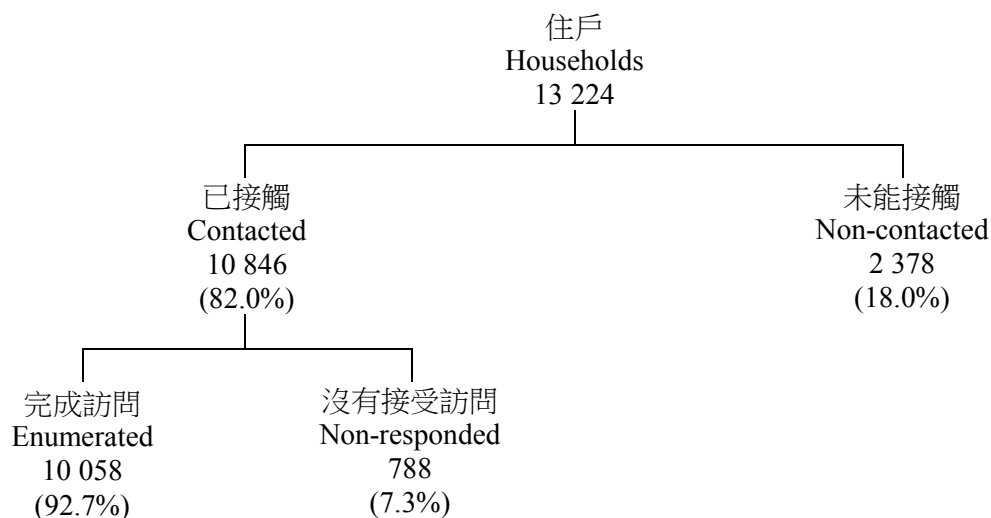 住戶
Households
13 224
已接觸
Contacted
10 846
(82.0%)
未能接觸
Non-contacted
2 378
(18.0%)
完成訪問
Enumerated
10 058
(92.7%)
沒有接受訪問
Non-responded
788
(7.3%)